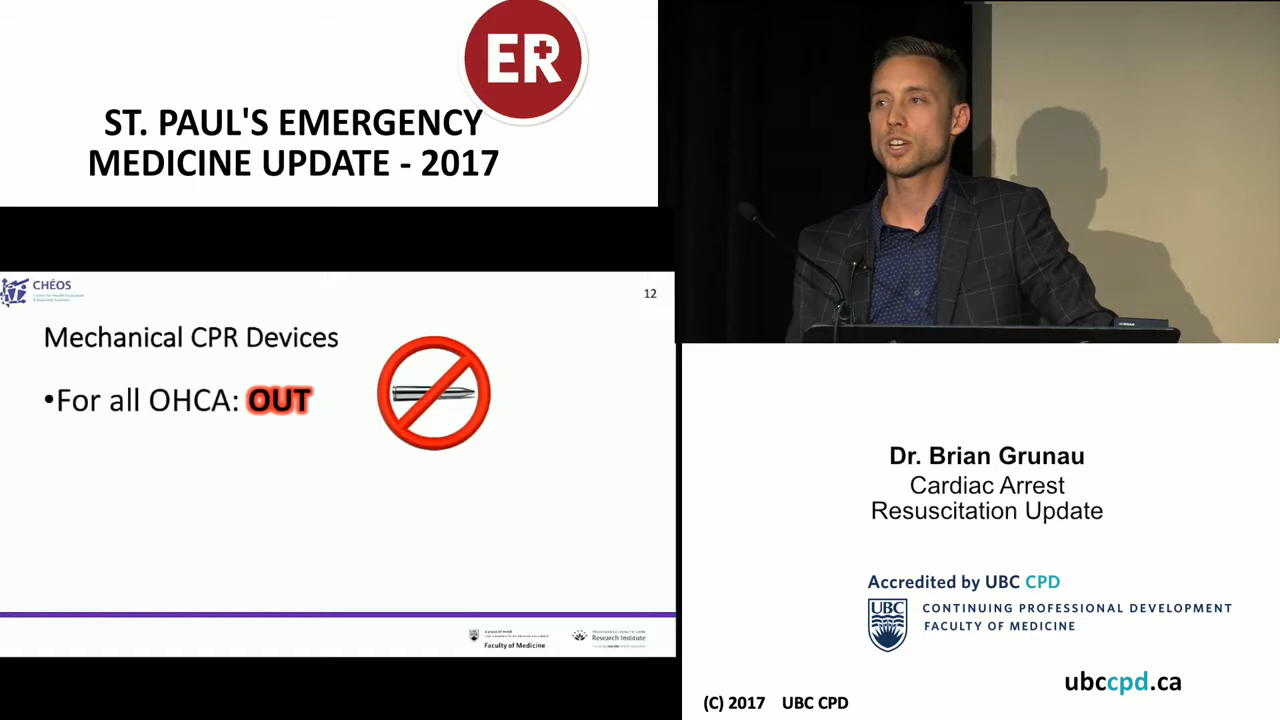 ER
ST. PAUL'S EMERGENCY
MEDICINE UPDATE - 2017
CHÉOS
12
Mechanical CPR Devices
•For all OHCA: OUT
Faculty of Medicine
Research Institute
Dr. Brian Grunau
Cardiac Arrest
Resuscitation Update
Accredited by UBC CPD
UBC
CONTINUING PROFESSIONAL DEVELOPMENT
FACULTY OF MEDICINE
ubccpd.ca
(C) 2017 UBC CPD